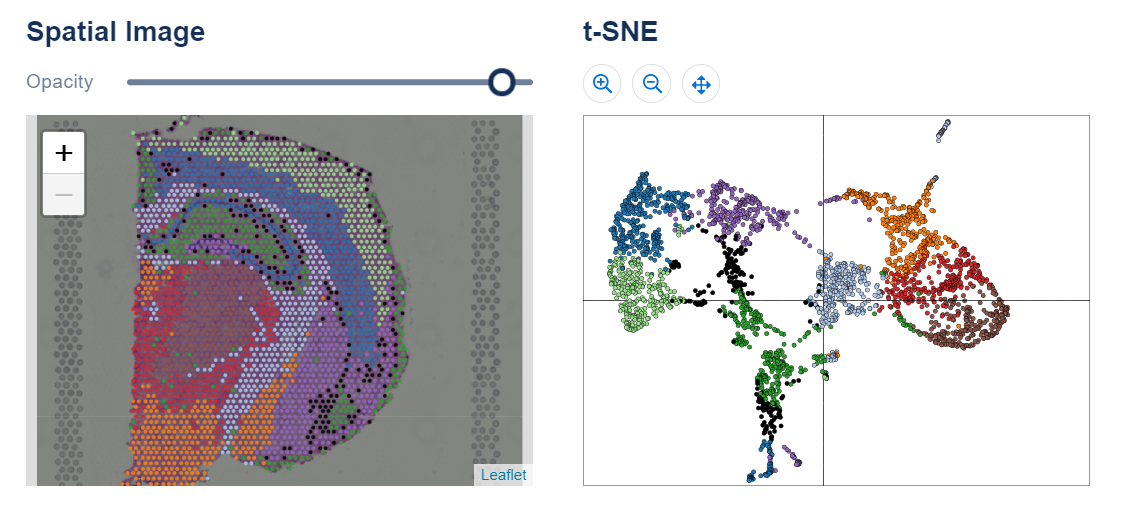 Spatial Image
t-SNE
Opacity
+
−
Leaflet